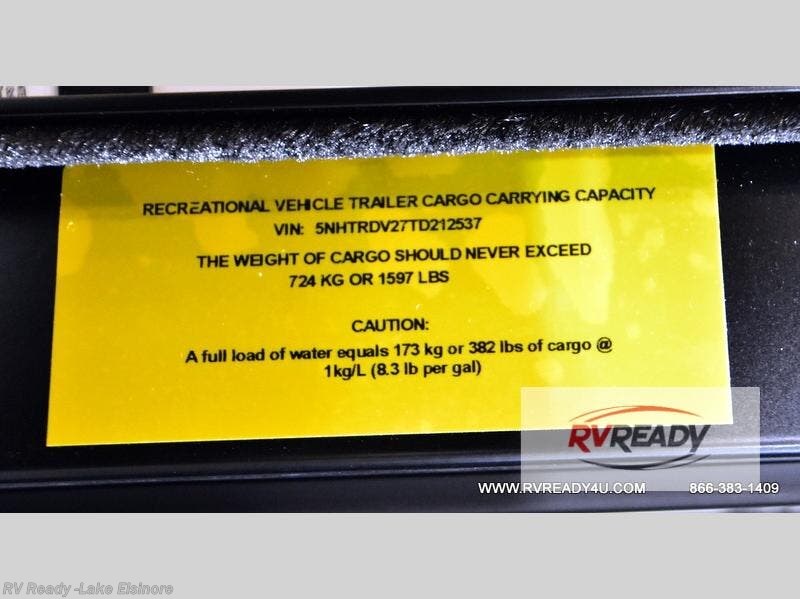 RECREATIONAL VEHICLE TRAILER CARGO CARRYING CAPACITY
VIN: 5NHTRDV27TD212537
THE WEIGHT OF CARGO SHOULD NEVER EXCEED
724 KG OR 1597 LBS
CAUTION:
A full load of water equals 173 kg or 382 lbs of cargo @
1kg/L (8.3 lb per gal)
RVREADY
WWW.RVREADY4U.COM 866-383-1409
RV Ready -Lake Elsinore